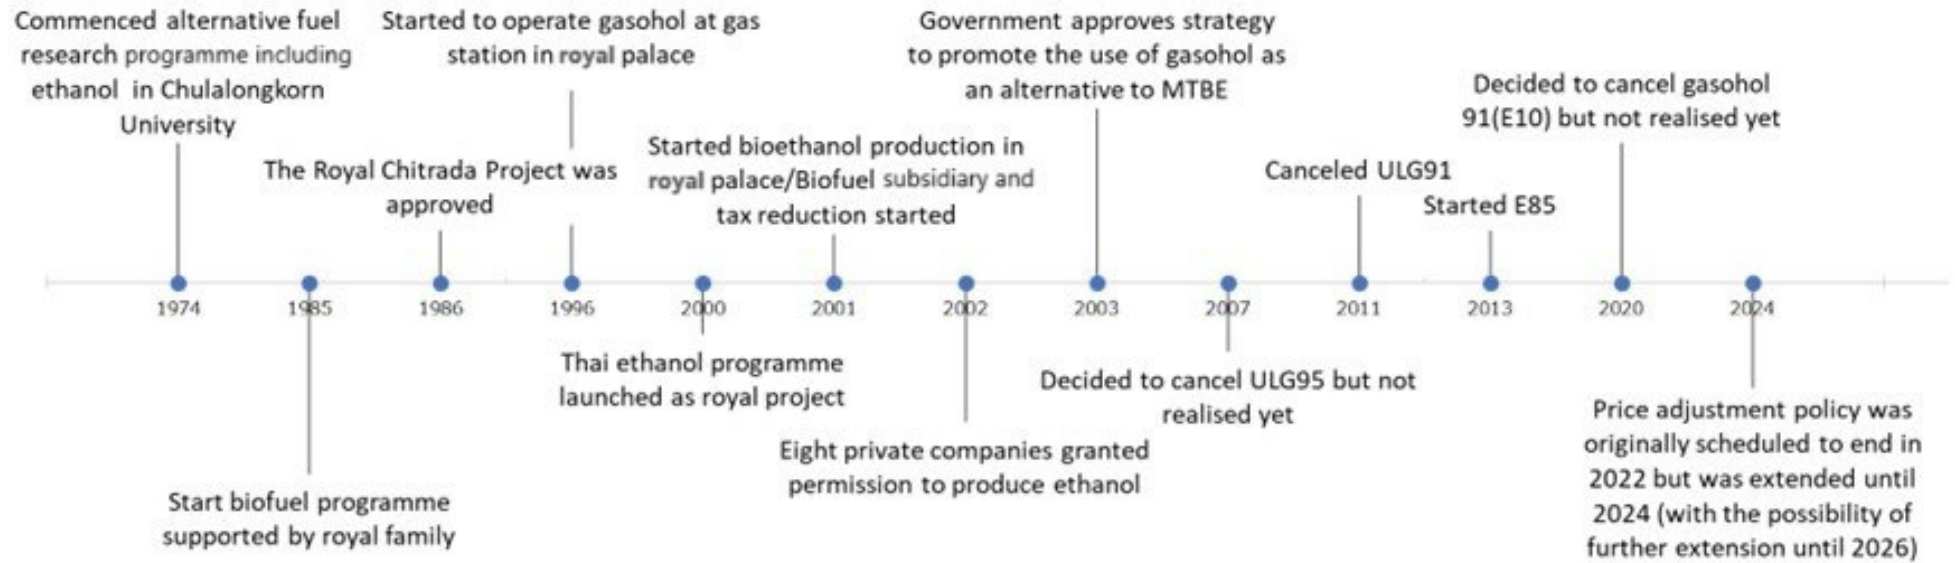 Commenced alternative fuel
research programme including
ethanol in Chulalongkorn
University
Started to operate gasohol at gas
station in royal palace
Government approves strategy
to promote the use of gasohol as
an alternative to MTBE
Decided to cancel gasohol
91(E10) but not realised yet
The Royal Chitrada Project was
approved
Started bioethanol production in
royal palace/Biofuel subsidiary and
tax reduction started
Canceled ULG91
Started E85
1974 1985 1986 1996 2000 2001 2002 2003 2007 2011 2013 2020 2024
Thai ethanol programme
launched as royal project
Decided to cancel ULG95 but not
realised yet
Eight private companies granted
permission to produce ethanol
Start biofuel programme
supported by royal family
Price adjustment policy was
originally scheduled to end in
2022 but was extended until
2024 (with the possibility of
further extension until 2026)